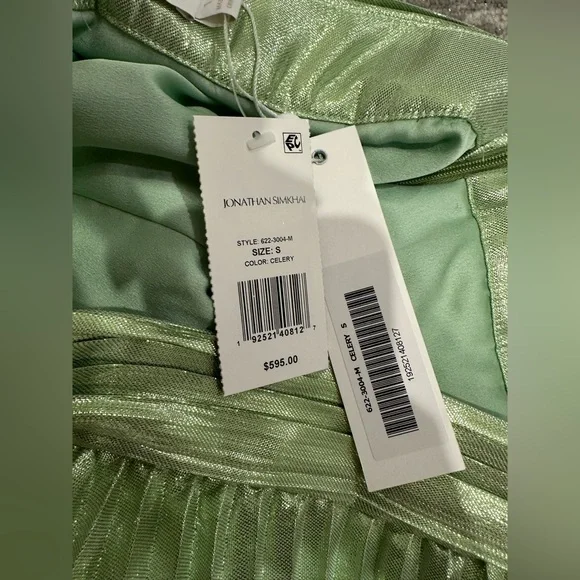 JONATHAN SIMKHAI
STYLE: 622-3004-M
SIZE: S
COLOR: CELERY
1 92521 40812 7
$595.00
622-3004-M CELERY S
192521408127